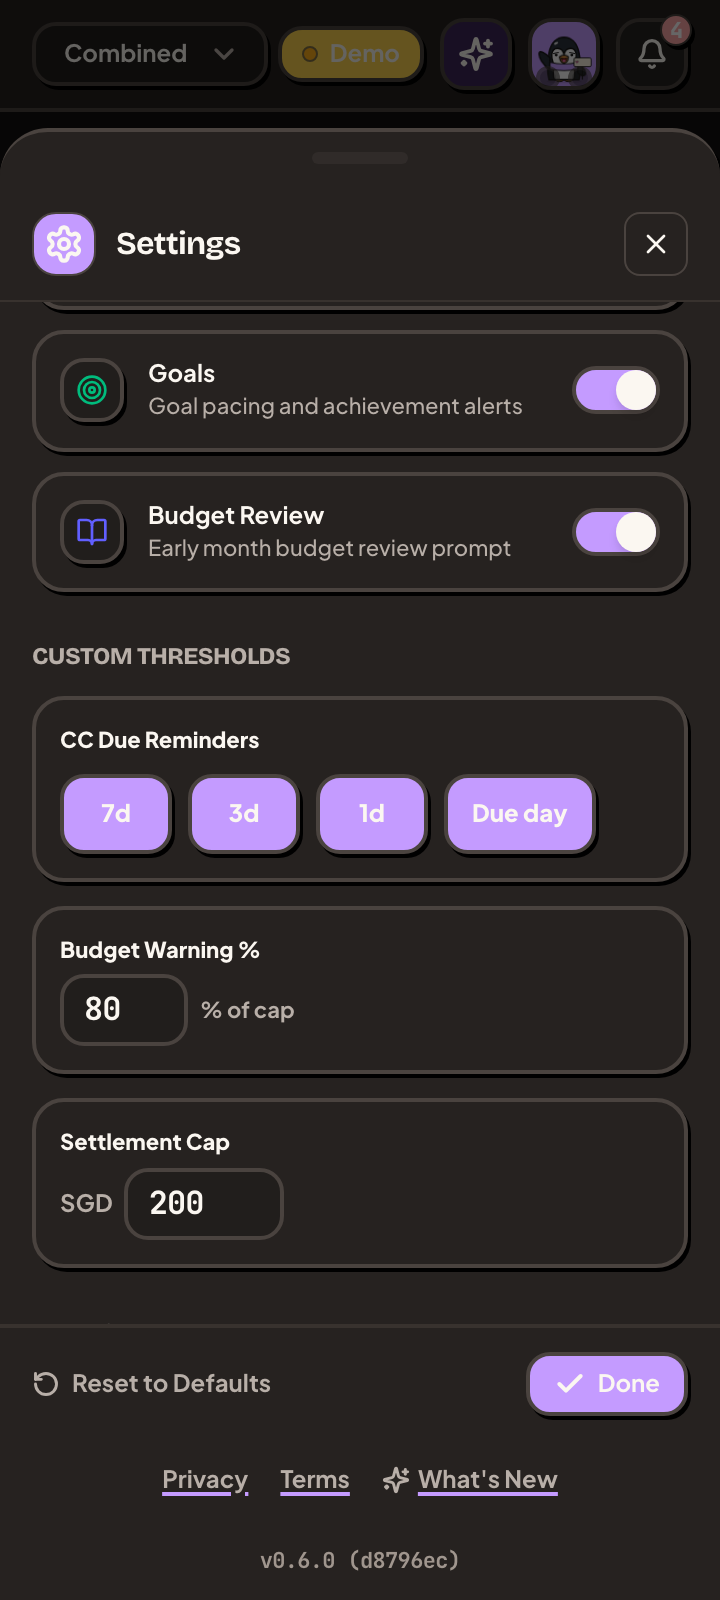 Combined
Demo
4
Settings
Goals
Goal pacing and achievement alerts
Budget Review
Early month budget review prompt
CUSTOM THRESHOLDS
CC Due Reminders
7d
3d
1d
Due day
Budget Warning %
80
% of cap
Settlement Cap
SGD
200
Reset to Defaults
Done
Privacy
Terms
What's New
v0.6.0 (d8796ec)